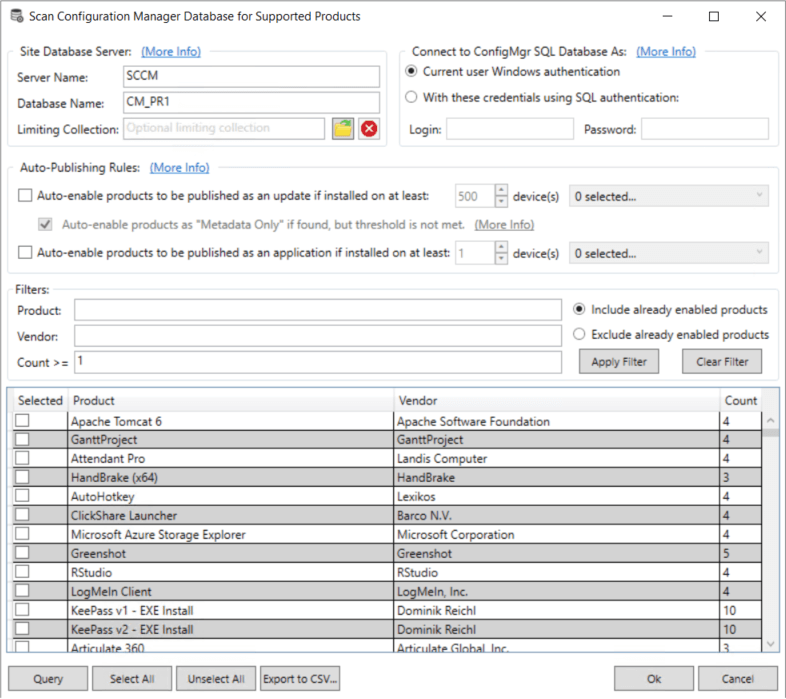 Scan Configuration Manager Database for Supported Products
Site Database Server: (More Info)
Server Name: SCCM
Database Name: CM_PR1
Limiting Collection: Optional limiting collection
Connect to ConfigMgr SQL Database As: (More Info)
Current user Windows authentication
With these credentials using SQL authentication:
Login: Password:
Auto-Publishing Rules: (More Info)
Auto-enable products to be published as an update if installed on at least: 500 device(s) 0 selected...
Auto-enable products as "Metadata Only" if found, but threshold is not met. (More Info)
Auto-enable products to be published as an application if installed on at least: 1 device(s) 0 selected...
Filters:
Product:
Vendor:
Count >= 1
Include already enabled products
Exclude already enabled products
Apply Filter Clear Filter
Selected Product Vendor Count
Apache Tomcat 6 Apache Software Foundation 4
GanttProject GanttProject 4
Attendant Pro Landis Computer 4
HandBrake (x64) HandBrake 3
AutoHotkey Lexikos 4
ClickShare Launcher Barco N.V. 4
Microsoft Azure Storage Explorer Microsoft Corporation 4
Greenshot Greenshot 5
RStudio RStudio 4
LogMeIn Client LogMeIn, Inc. 4
KeePass v1 - EXE Install Dominik Reichl 10
KeePass v2 - EXE Install Dominik Reichl 10
Articulate 360 Articulate Global, Inc. 3
Query Select All Unselect All Export to CSV... Ok Cancel